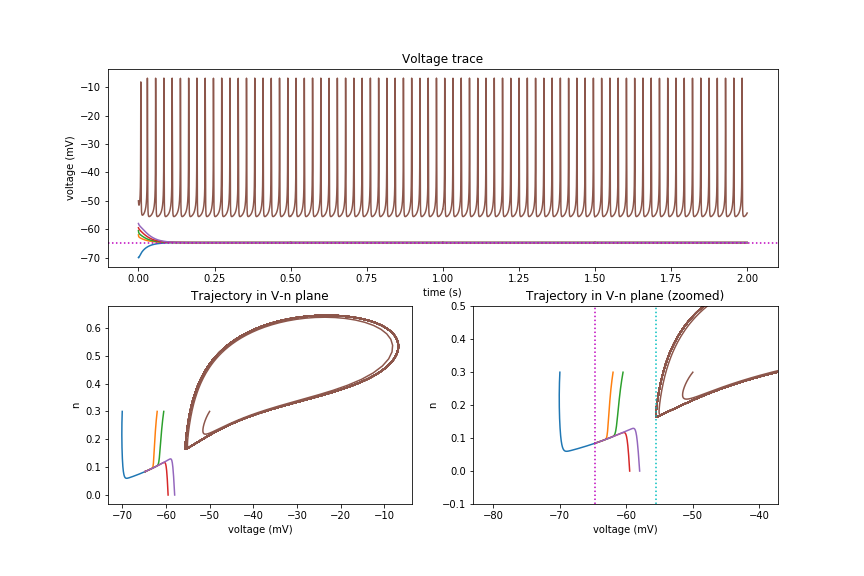 Voltage trace
voltage (mV)
−10
−20
−30
−40
−50
−60
−70
0.00 0.25 0.50 0.75 1.00 1.25 1.50 1.75 2.00
time (s)
Trajectory in V-n plane
n
0.6
0.5
0.4
0.3
0.2
0.1
0.0
−70 −60 −50 −40 −30 −20 −10
voltage (mV)
Trajectory in V-n plane (zoomed)
n
0.5
0.4
0.3
0.2
0.1
0.0
−0.1
−80 −70 −60 −50 −40
voltage (mV)